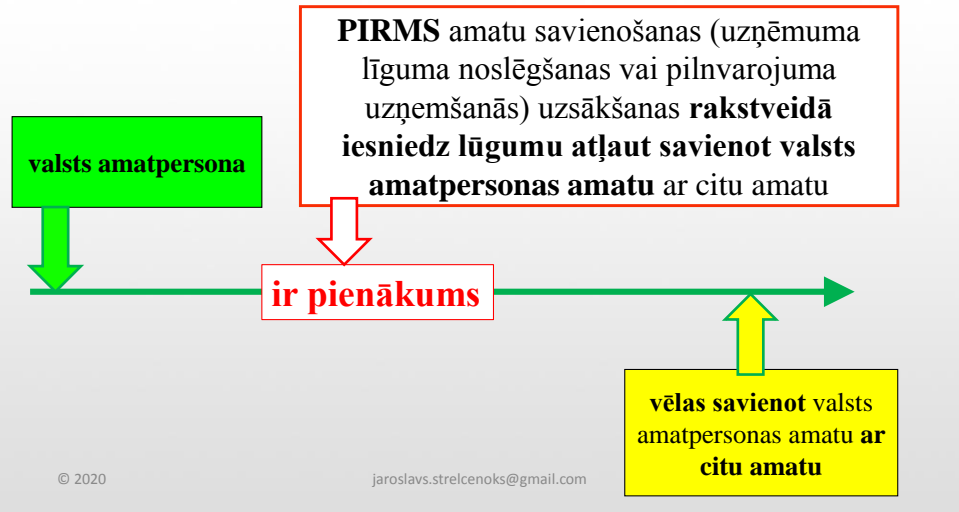 PIRMS amatu savienošanas (uzņēmuma
līguma noslēgšanas vai pilnvarojuma
uzņemšanās) uzsākšanas rakstveidā
iesniedz lūgumu atļaut savienot valsts
amatpersonas amatu ar citu amatu
valsts amatpersona
ir pienākums
vēlas savienot valsts
amatpersonas amatu ar
citu amatu
© 2020
jaroslavs.strelcenoks@gmail.com